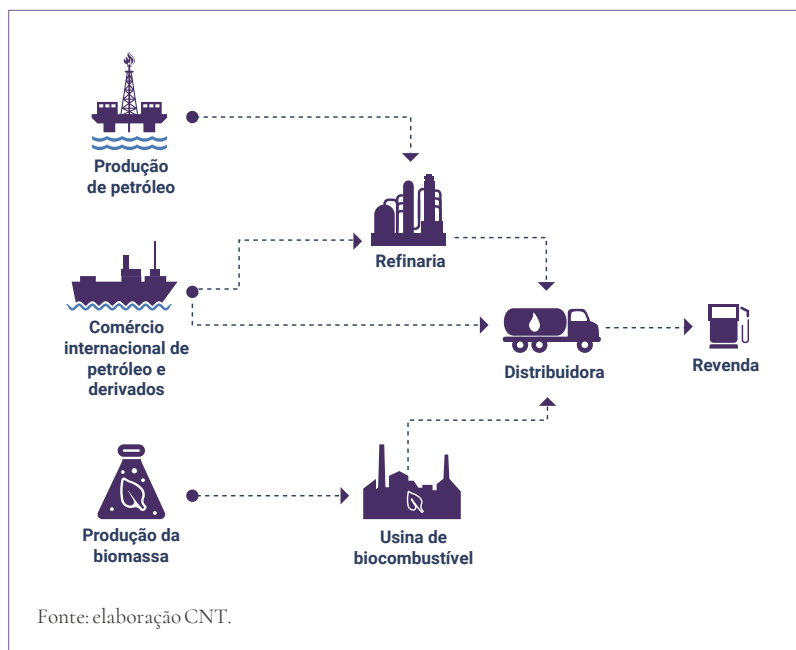 Produção
de petróleo
Refinaria
Comércio
internacional de
petróleo e
derivados
Distribuidora
Revenda
Produção da
biomassa
Usina de
biocombustível
Fonte: elaboração CNT.